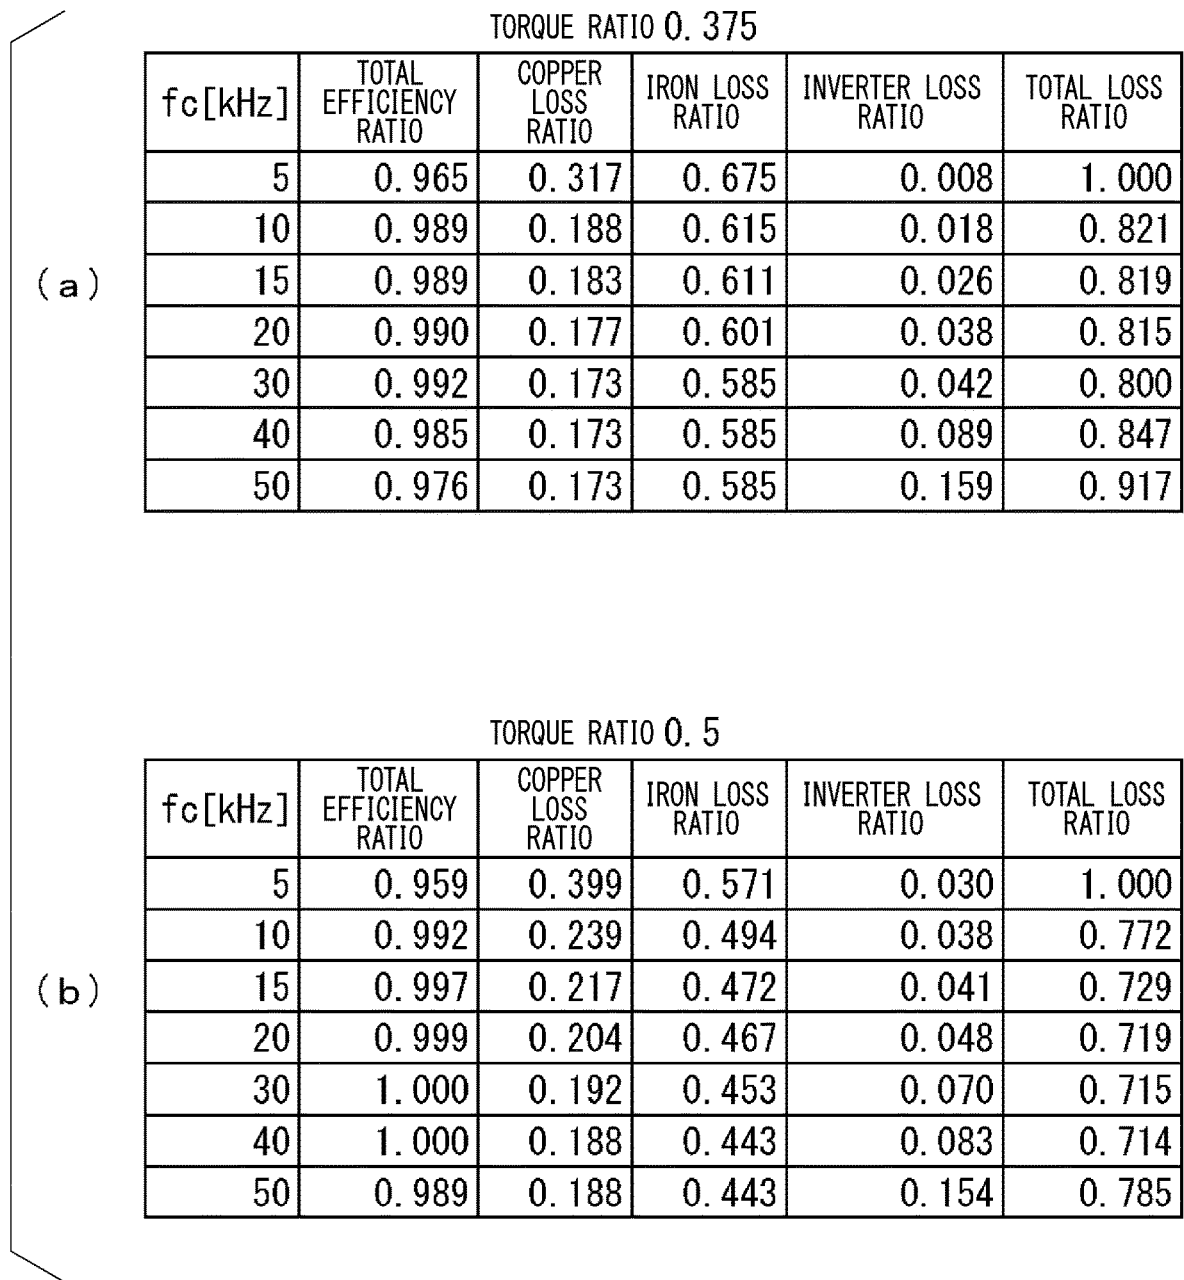 TORQUE RATIO 0.375
fc[kHz] TOTAL EFFICIENCY RATIO COPPER LOSS RATIO IRON LOSS RATIO INVERTER LOSS RATIO TOTAL LOSS RATIO
5 0.965 0.317 0.675 0.008 1.000
10 0.989 0.188 0.615 0.018 0.821
(a)
15 0.989 0.183 0.611 0.026 0.819
20 0.990 0.177 0.601 0.038 0.815
30 0.992 0.173 0.585 0.042 0.800
40 0.985 0.173 0.585 0.089 0.847
50 0.976 0.173 0.585 0.159 0.917
TORQUE RATIO 0.5
fc[kHz] TOTAL EFFICIENCY RATIO COPPER LOSS RATIO IRON LOSS RATIO INVERTER LOSS RATIO TOTAL LOSS RATIO
5 0.959 0.399 0.571 0.030 1.000
10 0.992 0.239 0.494 0.038 0.772
(b)
15 0.997 0.217 0.472 0.041 0.729
20 0.999 0.204 0.467 0.048 0.719
30 1.000 0.192 0.453 0.070 0.715
40 1.000 0.188 0.443 0.083 0.714
50 0.989 0.188 0.443 0.154 0.785